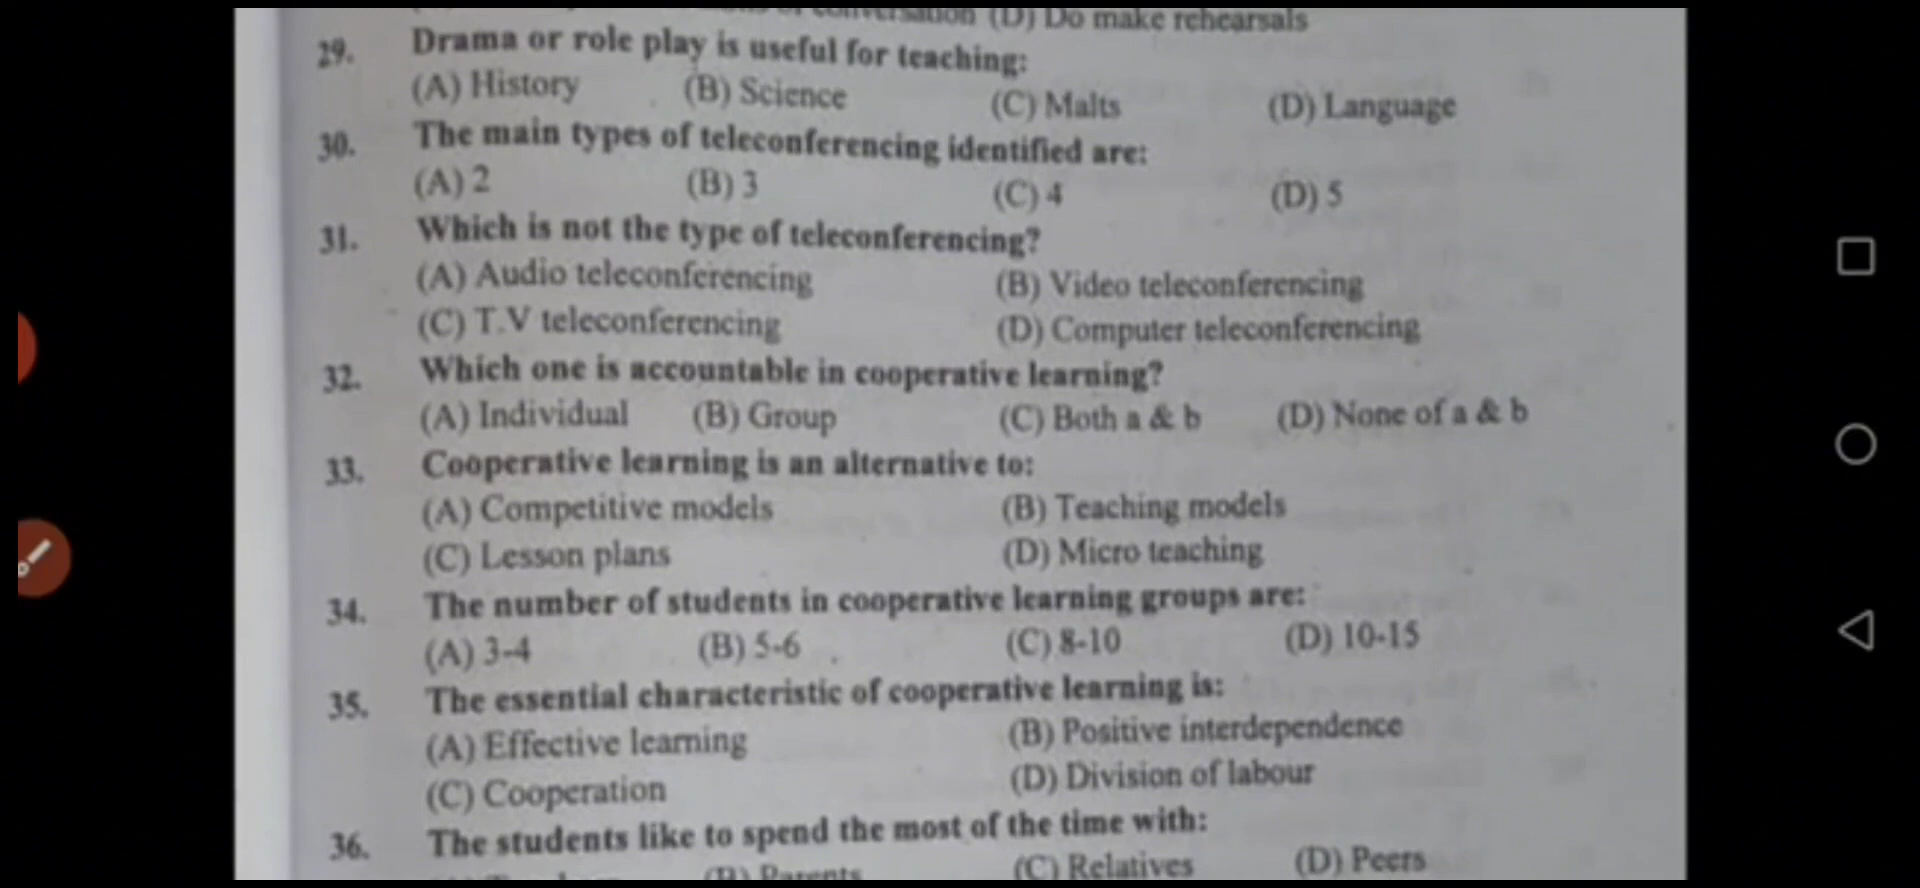 conversation (D) Do make rehearsals
29. Drama or role play is useful for teaching:
(A) History (B) Science (C) Malts (D) Language
30. The main types of teleconferencing identified are:
(A) 2 (B) 3 (C) 4 (D) 5
31. Which is not the type of teleconferencing?
(A) Audio teleconferencing (B) Video teleconferencing
(C) T.V teleconferencing (D) Computer teleconferencing
32. Which one is accountable in cooperative learning?
(A) Individual (B) Group (C) Both a & b (D) None of a & b
33. Cooperative learning is an alternative to:
(A) Competitive models (B) Teaching models
(C) Lesson plans (D) Micro teaching
34. The number of students in cooperative learning groups are:
(A) 3-4 (B) 5-6 (C) 8-10 (D) 10-15
35. The essential characteristic of cooperative learning is:
(A) Effective learning (B) Positive interdependence
(C) Cooperation (D) Division of labour
36. The students like to spend the most of the time with:
(B) Parents (C) Relatives (D) Peers